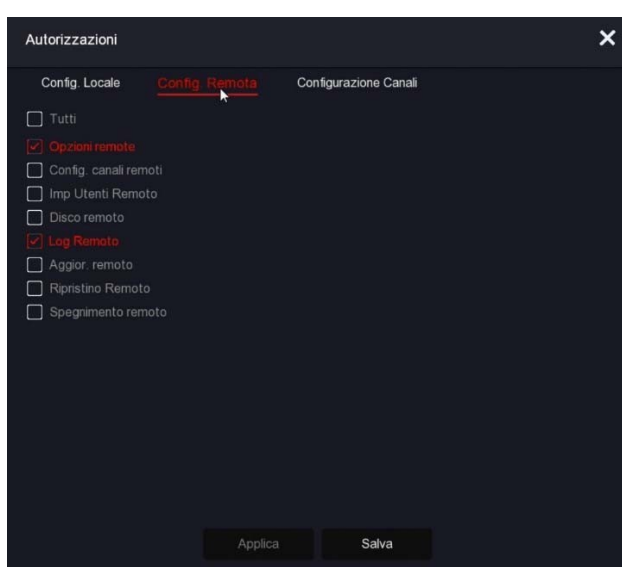 Autorizzazioni
Config. Locale Config. Remota Configurazione Canali
Tutti
Opzioni remote
Config. canali remoti
Imp Utenti Remoto
Disco remoto
Log Remoto
Aggior. remoto
Ripristino Remoto
Spegnimento remoto
Applica Salva